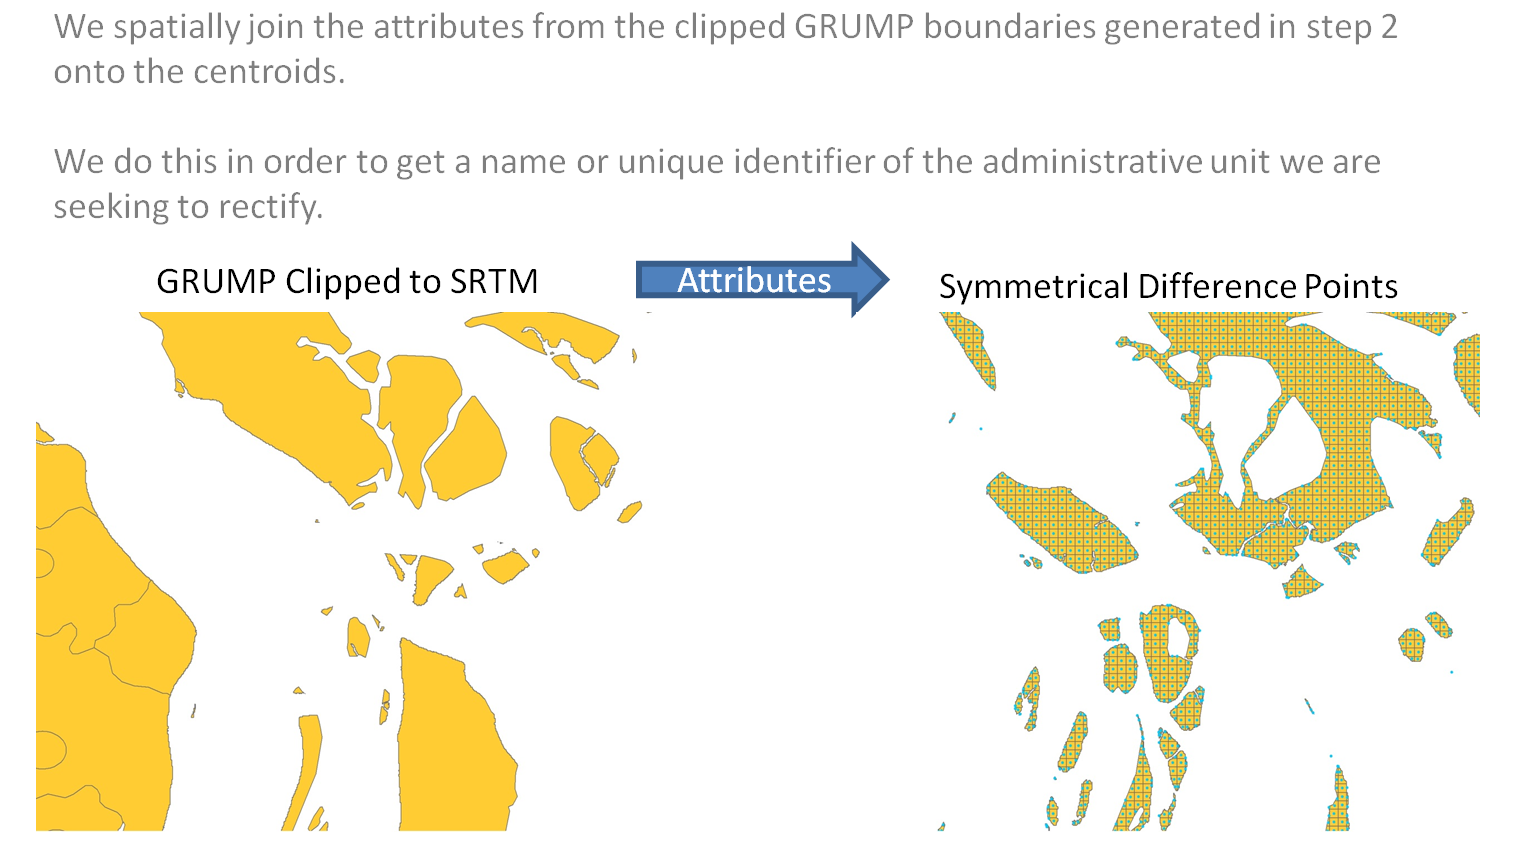 We spatially join the attributes from the clipped GRUMP boundaries generated in step 2
onto the centroids.
We do this in order to get a name or unique identifier of the administrative unit we are
seeking to rectify.
GRUMP Clipped to SRTM
Attributes
Symmetrical Difference Points